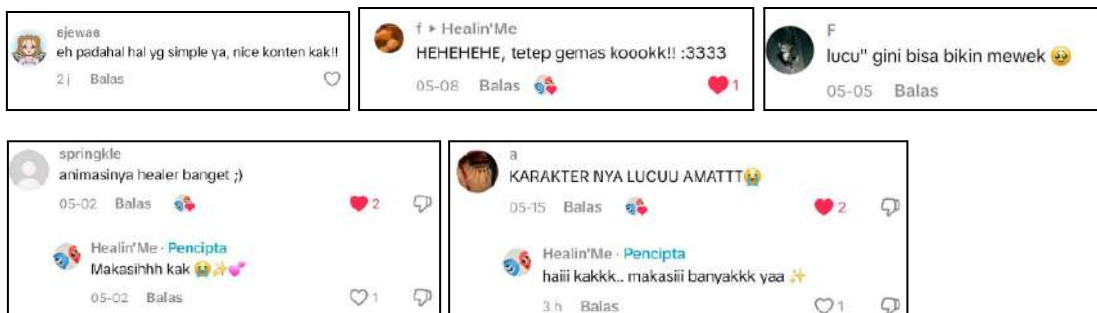 sjewas
eh padahal hal yg simple ya, nice konten kak!!
2 j Balas
f ▸ Healin'Me
HEHEHEHE, tetep gemas koookk!! :3333
05-08 Balas 1
F
lucu" gini bisa bikin mewek 🥹
05-05 Balas
springkle
animasinya healer banget ;)
05-02 Balas 2
Healin'Me · Pencipta
Makasihhh kak 😭✨💕
05-02 Balas 1
a
KARAKTER NYA LUCUU AMATTT😭
05-15 Balas 2
Healin'Me · Pencipta
haiii kakkk.. makasiii banyakkk yaa ✨
3 h Balas 1